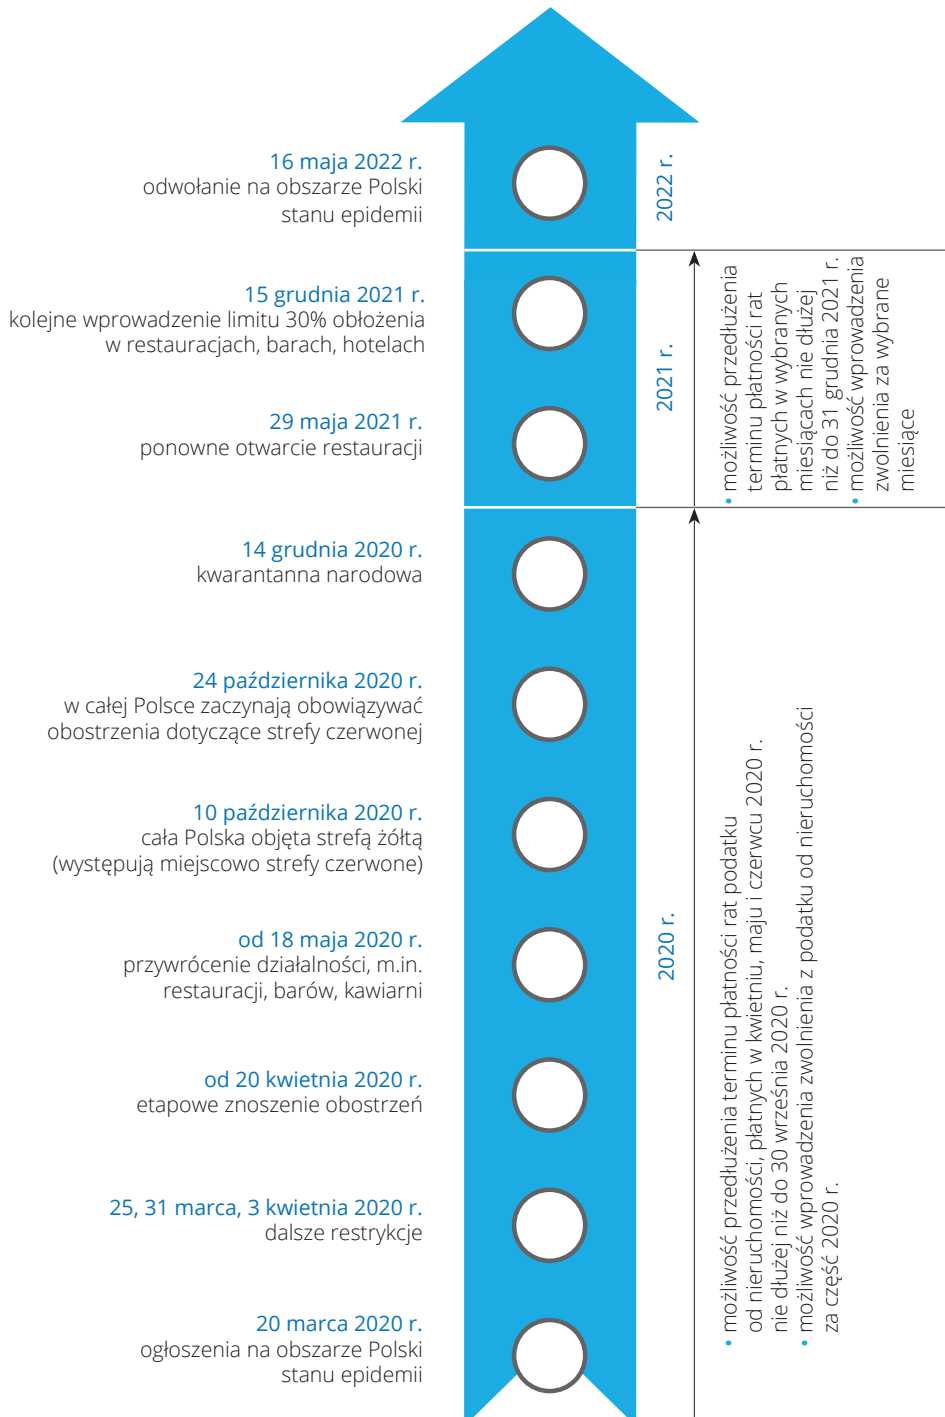 16 maja 2022 r.
odwołanie na obszarze Polski
stanu epidemii
2022 r.
15 grudnia 2021 r.
kolejne wprowadzenie limitu 30% obłożenia
w restauracjach, barach, hotelach
29 maja 2021 r.
ponowne otwarcie restauracji
2021 r.
• możliwość przedłużenia
terminu płatności rat
płatnych w wybranych
miesiącach nie dłużej
niż do 31 grudnia 2021 r.
• możliwość wprowadzenia
zwolnienia za wybrane
miesiące
14 grudnia 2020 r.
kwarantanna narodowa
24 października 2020 r.
w całej Polsce zaczynają obowiązywać
obostrzenia dotyczące strefy czerwonej
10 października 2020 r.
cała Polska objęta strefą żółtą
(występują miejscowo strefy czerwone)
od 18 maja 2020 r.
przywrócenie działalności, m.in.
restauracji, barów, kawiarni
od 20 kwietnia 2020 r.
etapowe znoszenie obostrzeń
25, 31 marca, 3 kwietnia 2020 r.
dalsze restrykcje
20 marca 2020 r.
ogłoszenia na obszarze Polski
stanu epidemii
2020 r.
• możliwość przedłużenia terminu płatności rat podatku
od nieruchomości, płatnych w kwietniu, maju i czerwcu 2020 r.
nie dłużej niż do 30 września 2020 r.
• możliwość wprowadzenia zwolnienia z podatku od nieruchomości
za część 2020 r.